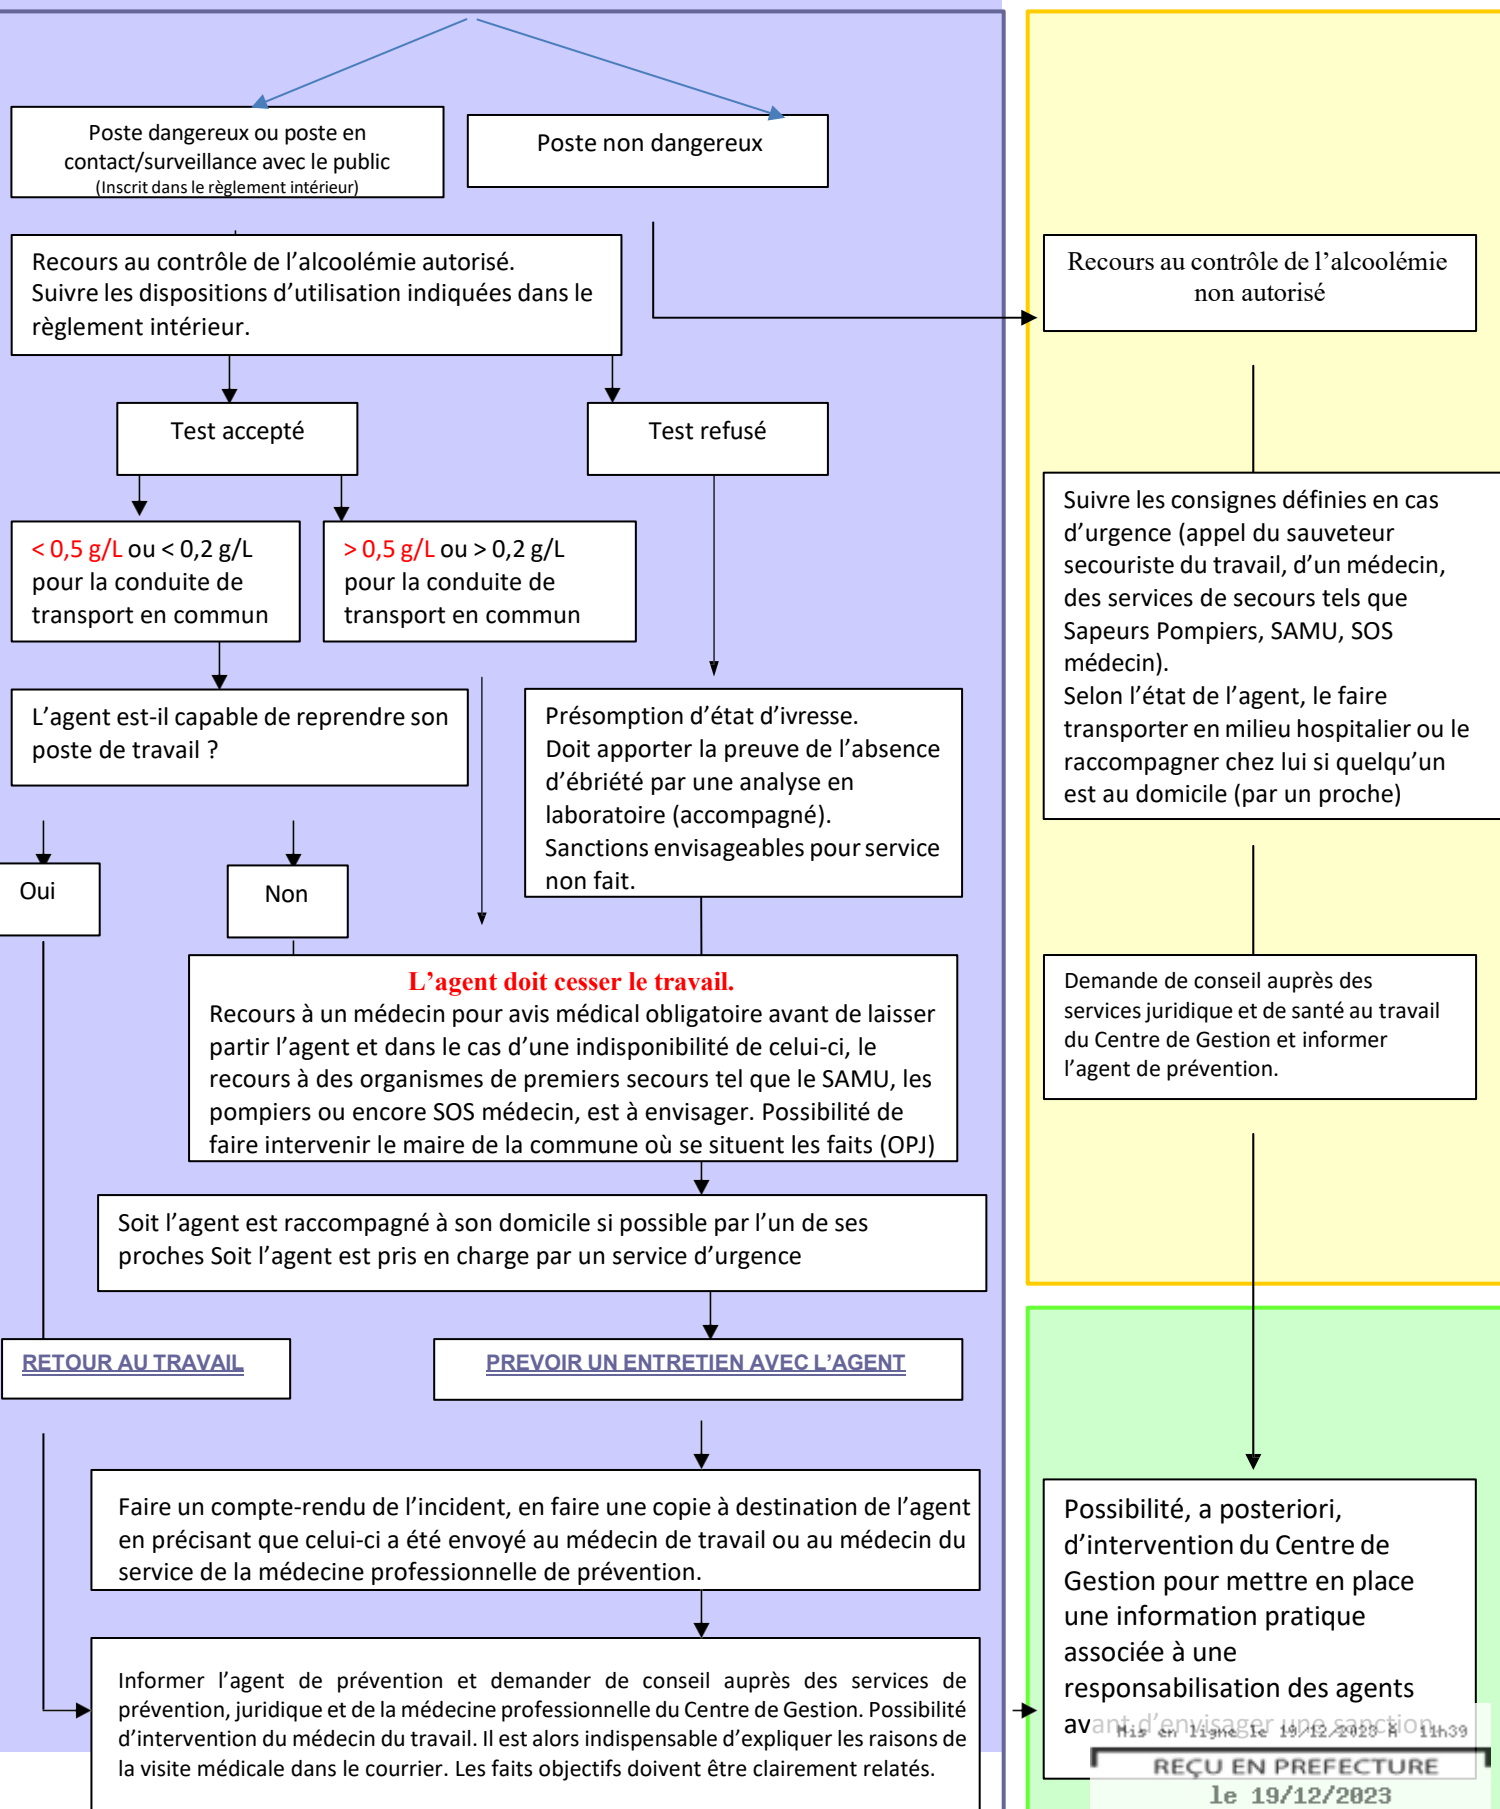 Poste dangereux ou poste en
contact/surveillance avec le public
(Inscrit dans le règlement intérieur)
Poste non dangereux
Recours au contrôle de l’alcoolémie autorisé.
Suivre les dispositions d’utilisation indiquées dans le
règlement intérieur.
Recours au contrôle de l’alcoolémie
non autorisé
Test accepté
Test refusé
< 0,5 g/L ou < 0,2 g/L
pour la conduite de
transport en commun
> 0,5 g/L ou > 0,2 g/L
pour la conduite de
transport en commun
Suivre les consignes définies en cas
d’urgence (appel du sauveteur
secouriste du travail, d’un médecin,
des services de secours tels que
Sapeurs Pompiers, SAMU, SOS
médecin).
Selon l’état de l’agent, le faire
transporter en milieu hospitalier ou le
raccompagner chez lui si quelqu’un
est au domicile (par un proche)
L’agent est-il capable de reprendre son
poste de travail ?
Présomption d’état d’ivresse.
Doit apporter la preuve de l’absence
d’ébriété par une analyse en
laboratoire (accompagné).
Sanctions envisageables pour service
non fait.
Oui
Non
L’agent doit cesser le travail.
Recours à un médecin pour avis médical obligatoire avant de laisser
partir l’agent et dans le cas d’une indisponibilité de celui-ci, le
recours à des organismes de premiers secours tel que le SAMU, les
pompiers ou encore SOS médecin, est à envisager. Possibilité de
faire intervenir le maire de la commune où se situent les faits (OPJ)
Demande de conseil auprès des
services juridique et de santé au travail
du Centre de Gestion et informer
l’agent de prévention.
Soit l’agent est raccompagné à son domicile si possible par l’un de ses
proches Soit l’agent est pris en charge par un service d’urgence
RETOUR AU TRAVAIL
PREVOIR UN ENTRETIEN AVEC L’AGENT
Faire un compte-rendu de l’incident, en faire une copie à destination de l’agent
en précisant que celui-ci a été envoyé au médecin de travail ou au médecin du
service de la médecine professionnelle de prévention.
Informer l’agent de prévention et demander de conseil auprès des services de
prévention, juridique et de la médecine professionnelle du Centre de Gestion. Possibilité
d’intervention du médecin du travail. Il est alors indispensable d’expliquer les raisons de
la visite médicale dans le courrier. Les faits objectifs doivent être clairement relatés.
Possibilité, a posteriori,
d’intervention du Centre de
Gestion pour mettre en place
une information pratique
associée à une
responsabilisation des agents
avant d’envisager une sanction
Mis en ligne le 19/12/2023 à 11h39
REÇU EN PREFECTURE
le 19/12/2023